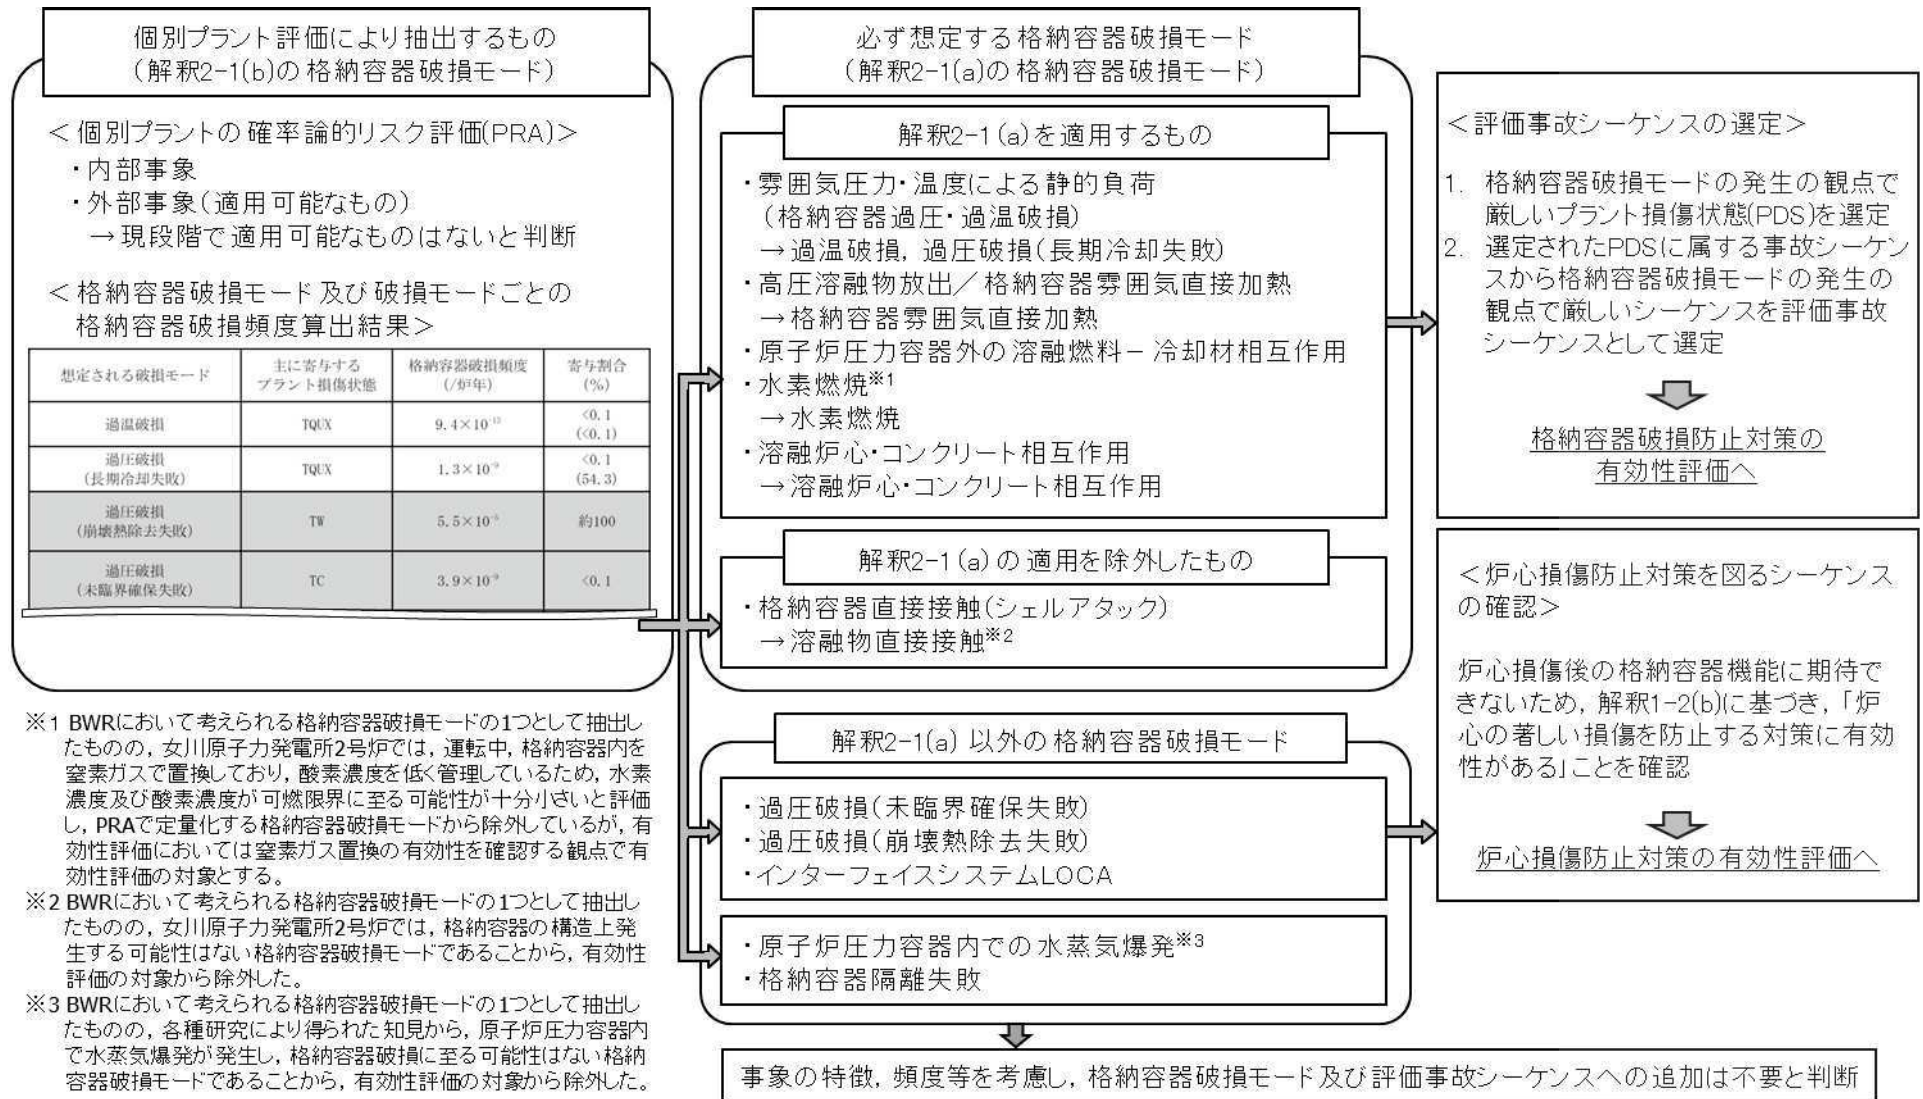 個別プラント評価により抽出するもの
（解釈2-1(b)の格納容器破損モード）
＜個別プラントの確率論的リスク評価(PRA)＞
・内部事象
・外部事象（適用可能なもの）
→現段階で適用可能なものはないと判断
＜格納容器破損モード及び破損モードごとの
格納容器破損頻度算出結果＞
想定される破損モード
主に寄与する
プラント損傷状態
格納容器破損頻度
(/炉年)
寄与割合
(%)
過温破損
TQUX
<0.1
(<0.1)
過圧破損
(長期冷却失敗)
TQUX
1.3×10⁻⁹
<0.1
(54.3)
過圧破損
(崩壊熱除去失敗)
TW
5.5×10⁻⁵
約100
過圧破損
(未臨界確保失敗)
TC
3.9×10⁻⁹
<0.1
※1 BWRにおいて考えられる格納容器破損モードの1つとして抽出し
たものの，女川原子力発電所2号炉では，運転中，格納容器内を
窒素ガスで置換しており，酸素濃度を低く管理しているため，水素
濃度及び酸素濃度が可燃限界に至る可能性が十分小さいと評価
し，PRAで定量化する格納容器破損モードから除外しているが，有
効性評価においては窒素ガス置換の有効性を確認する観点で有
効性評価の対象とする。
※2 BWRにおいて考えられる格納容器破損モードの1つとして抽出し
たものの，女川原子力発電所2号炉では，格納容器の構造上発
生する可能性はない格納容器破損モードであることから，有効性
評価の対象から除外した。
※3 BWRにおいて考えられる格納容器破損モードの1つとして抽出し
たものの，各種研究により得られた知見から，原子炉圧力容器内
で水蒸気爆発が発生し，格納容器破損に至る可能性はない格納
容器破損モードであることから，有効性評価の対象から除外した。
必ず想定する格納容器破損モード
（解釈2-1(a)の格納容器破損モード）
解釈2-1(a)を適用するもの
・雰囲気圧力・温度による静的負荷
（格納容器過圧・過温破損）
→過温破損，過圧破損（長期冷却失敗）
・高圧溶融物放出／格納容器雰囲気直接加熱
→格納容器雰囲気直接加熱
・原子炉圧力容器外の溶融燃料－冷却材相互作用
・水素燃焼※1
→水素燃焼
・溶融炉心・コンクリート相互作用
→溶融炉心・コンクリート相互作用
解釈2-1(a)の適用を除外したもの
・格納容器直接接触（シェルアタック）
→溶融物直接接触※2
解釈2-1(a)以外の格納容器破損モード
・過圧破損（未臨界確保失敗）
・過圧破損（崩壊熱除去失敗）
・インターフェイスシステムLOCA
・原子炉圧力容器内での水蒸気爆発※3
・格納容器隔離失敗
事象の特徴，頻度等を考慮し，格納容器破損モード及び評価事故シーケンスへの追加は不要と判断
＜評価事故シーケンスの選定＞
1. 格納容器破損モードの発生の観点で
厳しいプラント損傷状態(PDS)を選定
2. 選定されたPDSに属する事故シーケン
スから格納容器破損モードの発生の
観点で厳しいシーケンスを評価事故
シーケンスとして選定
格納容器破損防止対策の
有効性評価へ
＜炉心損傷防止対策を図るシーケンス
の確認＞
炉心損傷後の格納容器機能に期待で
きないため，解釈1-2(b)に基づき，「炉
心の著しい損傷を防止する対策に有効
性がある」ことを確認
炉心損傷防止対策の有効性評価へ